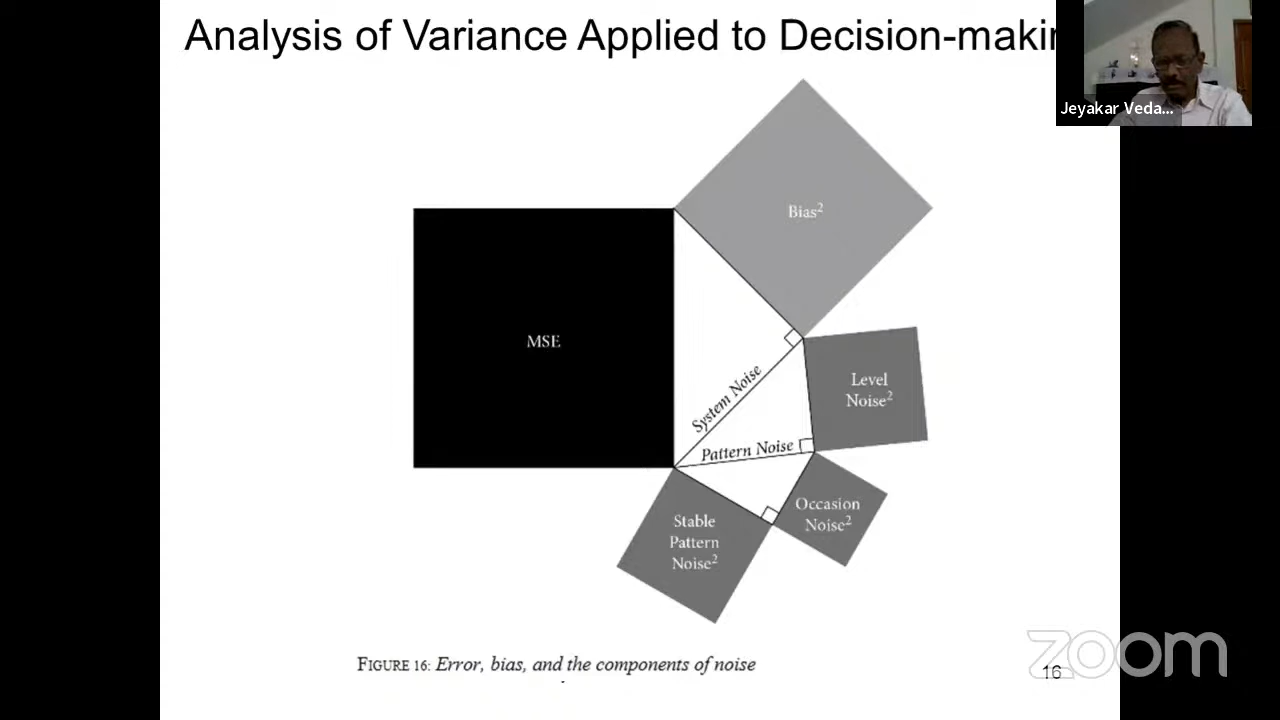 Analysis of Variance Applied to Decision-makin
Jeyakar Veda...
Bias²
MSE
System Noise
Level
Noise²
Pattern Noise
Occasion
Noise²
Stable
Pattern
Noise²
FIGURE 16: Error, bias, and the components of noise
16
zoom